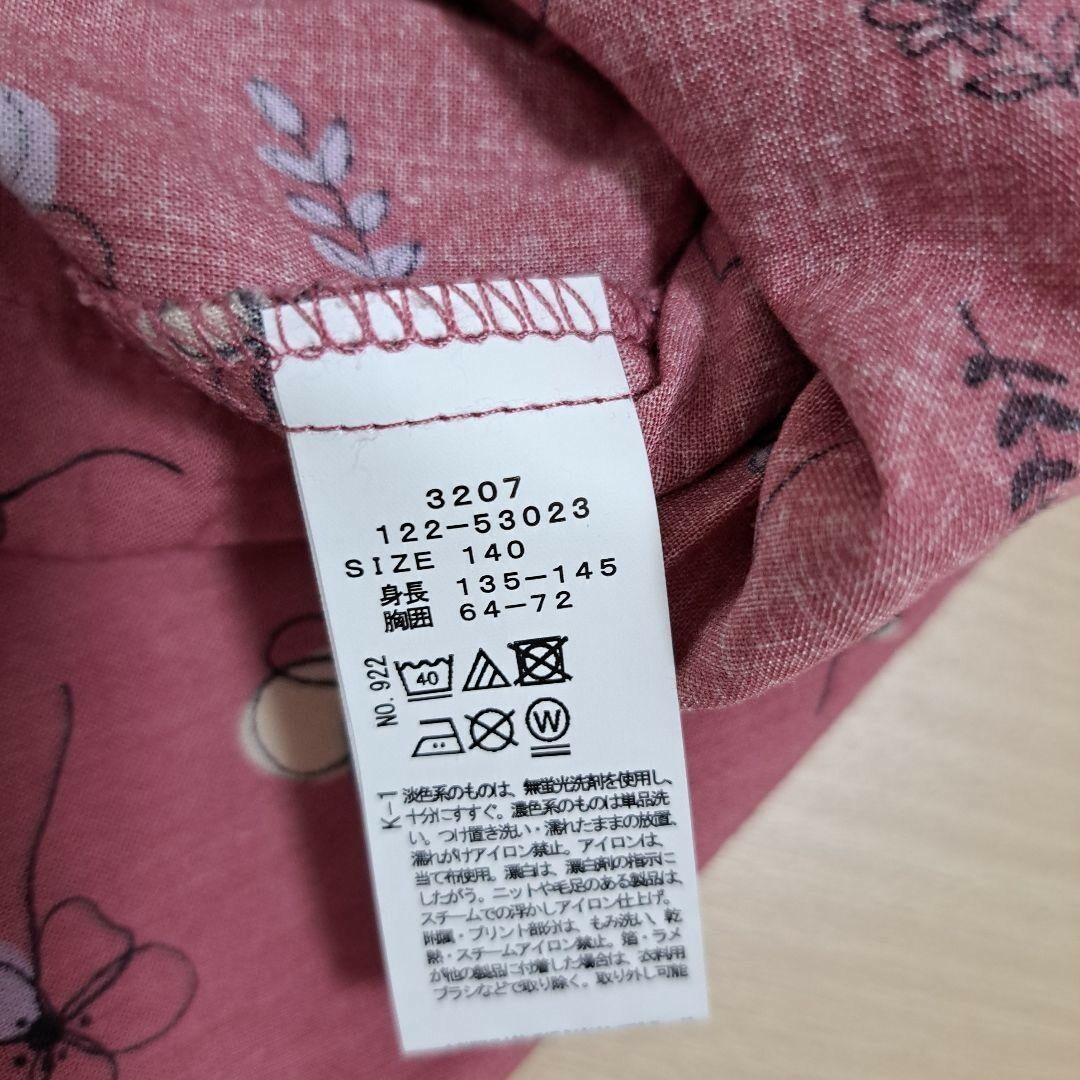 3207
122-53023
SIZE 140
身長 135-145
胸囲 64-72
NO. 922
40
W
K-1
淡色系のものは、無蛍光洗剤を使用し、
十分にすすぐ。濃色系のものは単品洗
い。つけ置き洗い・濡れたままの放置、
濡れがけアイロン禁止。アイロンは、
当て布使用。漂白は、漂白剤の指示に
したがう。ニットや毛足のある製品は、
スチームでの浮かしアイロン仕上げ。
附属・プリント部分は、もみ洗い、乾
熱・スチームアイロン禁止。箔・ラメ
が他の製品に付着した場合は、衣料用
ブラシなどで取り除く。取り外し可能